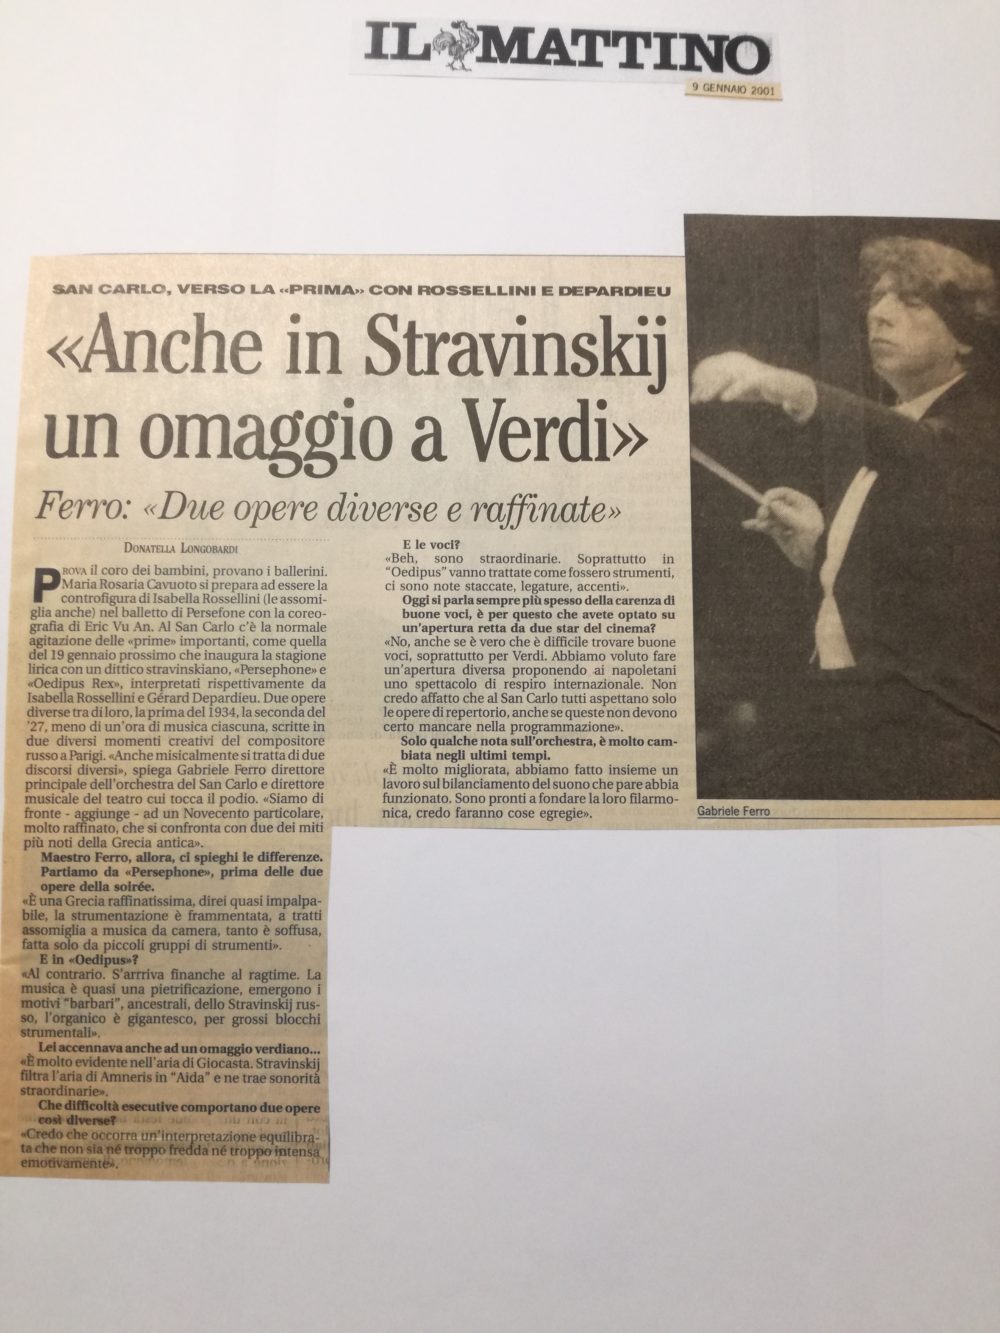 IL MATTINO
9 GENNAIO 2001
SAN CARLO, VERSO LA «PRIMA» CON ROSSELLINI E DEPARDIEU
«Anche in Stravinskij
un omaggio a Verdi»
Ferro: «Due opere diverse e raffinate»
DONATELLA LONGOBARDI
PROVA il coro dei bambini, provano i ballerini.
Maria Rosaria Cavuoto si prepara ad essere la
controfigura di Isabella Rossellini (le assomi-
glia anche) nel balletto di Persefone con la coreo-
grafia di Eric Vu An. Al San Carlo c'è la normale
agitazione delle «prime» importanti, come quella
del 19 gennaio prossimo che inaugura la stagione
lirica con un dittico stravinskiano, «Persephone» e
«Oedipus Rex», interpretati rispettivamente da
Isabella Rossellini e Gérard Depardieu. Due opere
diverse tra di loro, la prima del 1934, la seconda del
'27, meno di un'ora di musica ciascuna, scritte in
due diversi momenti creativi del compositore
russo a Parigi. «Anche misicalmente si tratta di due
discorsi diversi», spiega Gabriele Ferro direttore
principale dell'orchestra del San Carlo e direttore
musicale del teatro cui tocca il podio. «Siamo di
fronte - aggiunge - ad un Novecento particolare,
molto raffinato, che si confronta con due dei miti
più noti della Grecia antica».
Maestro Ferro, allora, ci spieghi le differenze.
Partiamo da «Persephone», prima delle due
opere della soirée.
«È una Grecia raffinatissima, direi quasi impalpa-
bile, la strumentazione è frammentata, a tratti
assomiglia a musica da camera, tanto è soffusa,
fatta solo da piccoli gruppi di strumenti».
E in «Oedipus»?
«Al contrario. S'arrriva finanche al ragtime. La
musica è quasi una pietrificazione, emergono i
motivi "barbari", ancestrali, dello Stravinskij rus-
so, l'organico è gigantesco, per grossi blocchi
strumentali».
Lei accennava anche ad un omaggio verdiano...
«È molto evidente nell'aria di Giocasta. Stravinskij
filtra l'aria di Amneris in "Aida" e ne trae sonorità
straordinarie».
Che difficoltà esecutive comportano due opere
così diverse?
«Credo che occorra un'interpretazione equilibra-
ta che non sia né troppo fredda né troppo intensa
emotivamente».
E le voci?
«Beh, sono straordinarie. Soprattutto in
"Oedipus" vanno trattate come fossero strumenti,
ci sono note staccate, legature, accenti».
Oggi si parla sempre più spesso della carenza di
buone voci, è per questo che avete optato su
un'apertura retta da due star del cinema?
«No, anche se è vero che è difficile trovare buone
voci, soprattutto per Verdi. Abbiamo voluto fare
un'apertura diversa proponendo ai napoletani
uno spettacolo di respiro internazionale. Non
credo affatto che al San Carlo tutti aspettano solo
le opere di repertorio, anche se queste non devono
certo mancare nella programmazione».
Solo qualche nota sull'orchestra, è molto cam-
biata negli ultimi tempi.
«È molto migliorata, abbiamo fatto insieme un
lavoro sul bilanciamento del suono che pare abbia
funzionato. Sono pronti a fondare la loro filarmo-
nica, credo faranno cose egregie».
Gabriele Ferro